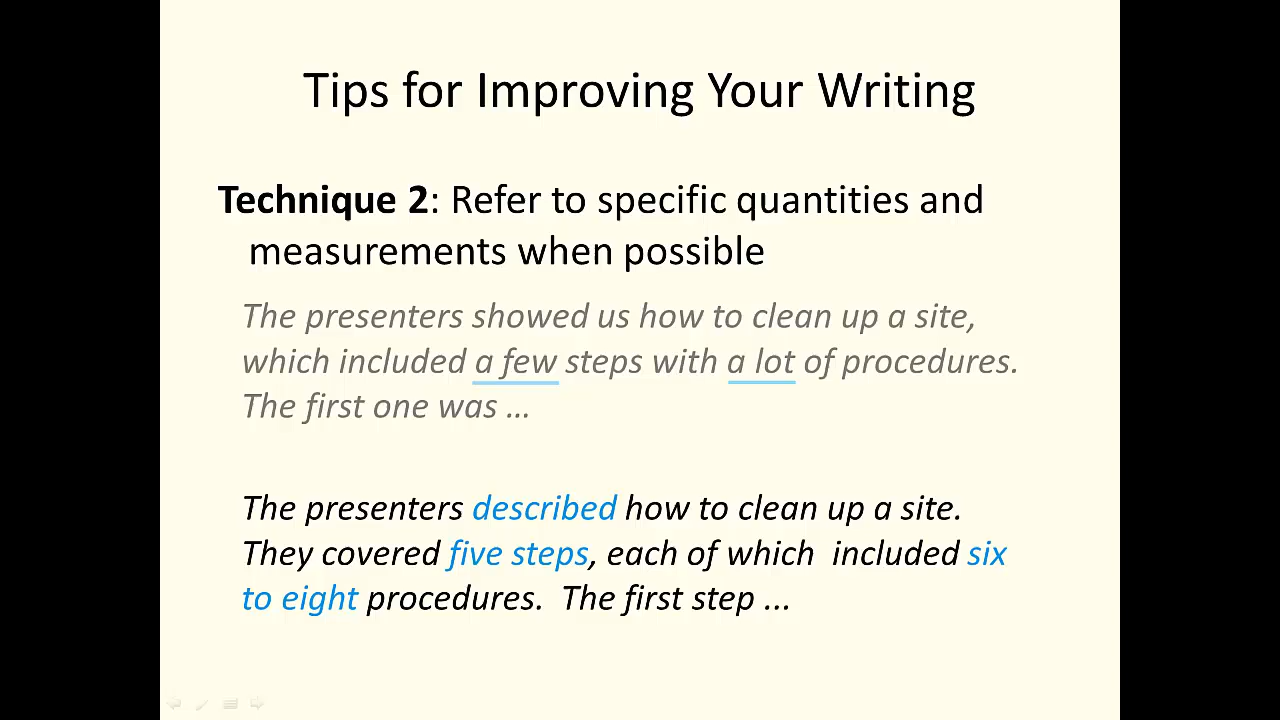 Tips for Improving Your Writing
Technique 2: Refer to specific quantities and
measurements when possible
The presenters showed us how to clean up a site,
which included a few steps with a lot of procedures.
The first one was ...
The presenters described how to clean up a site.
They covered five steps, each of which  included six
to eight procedures.  The first step ...